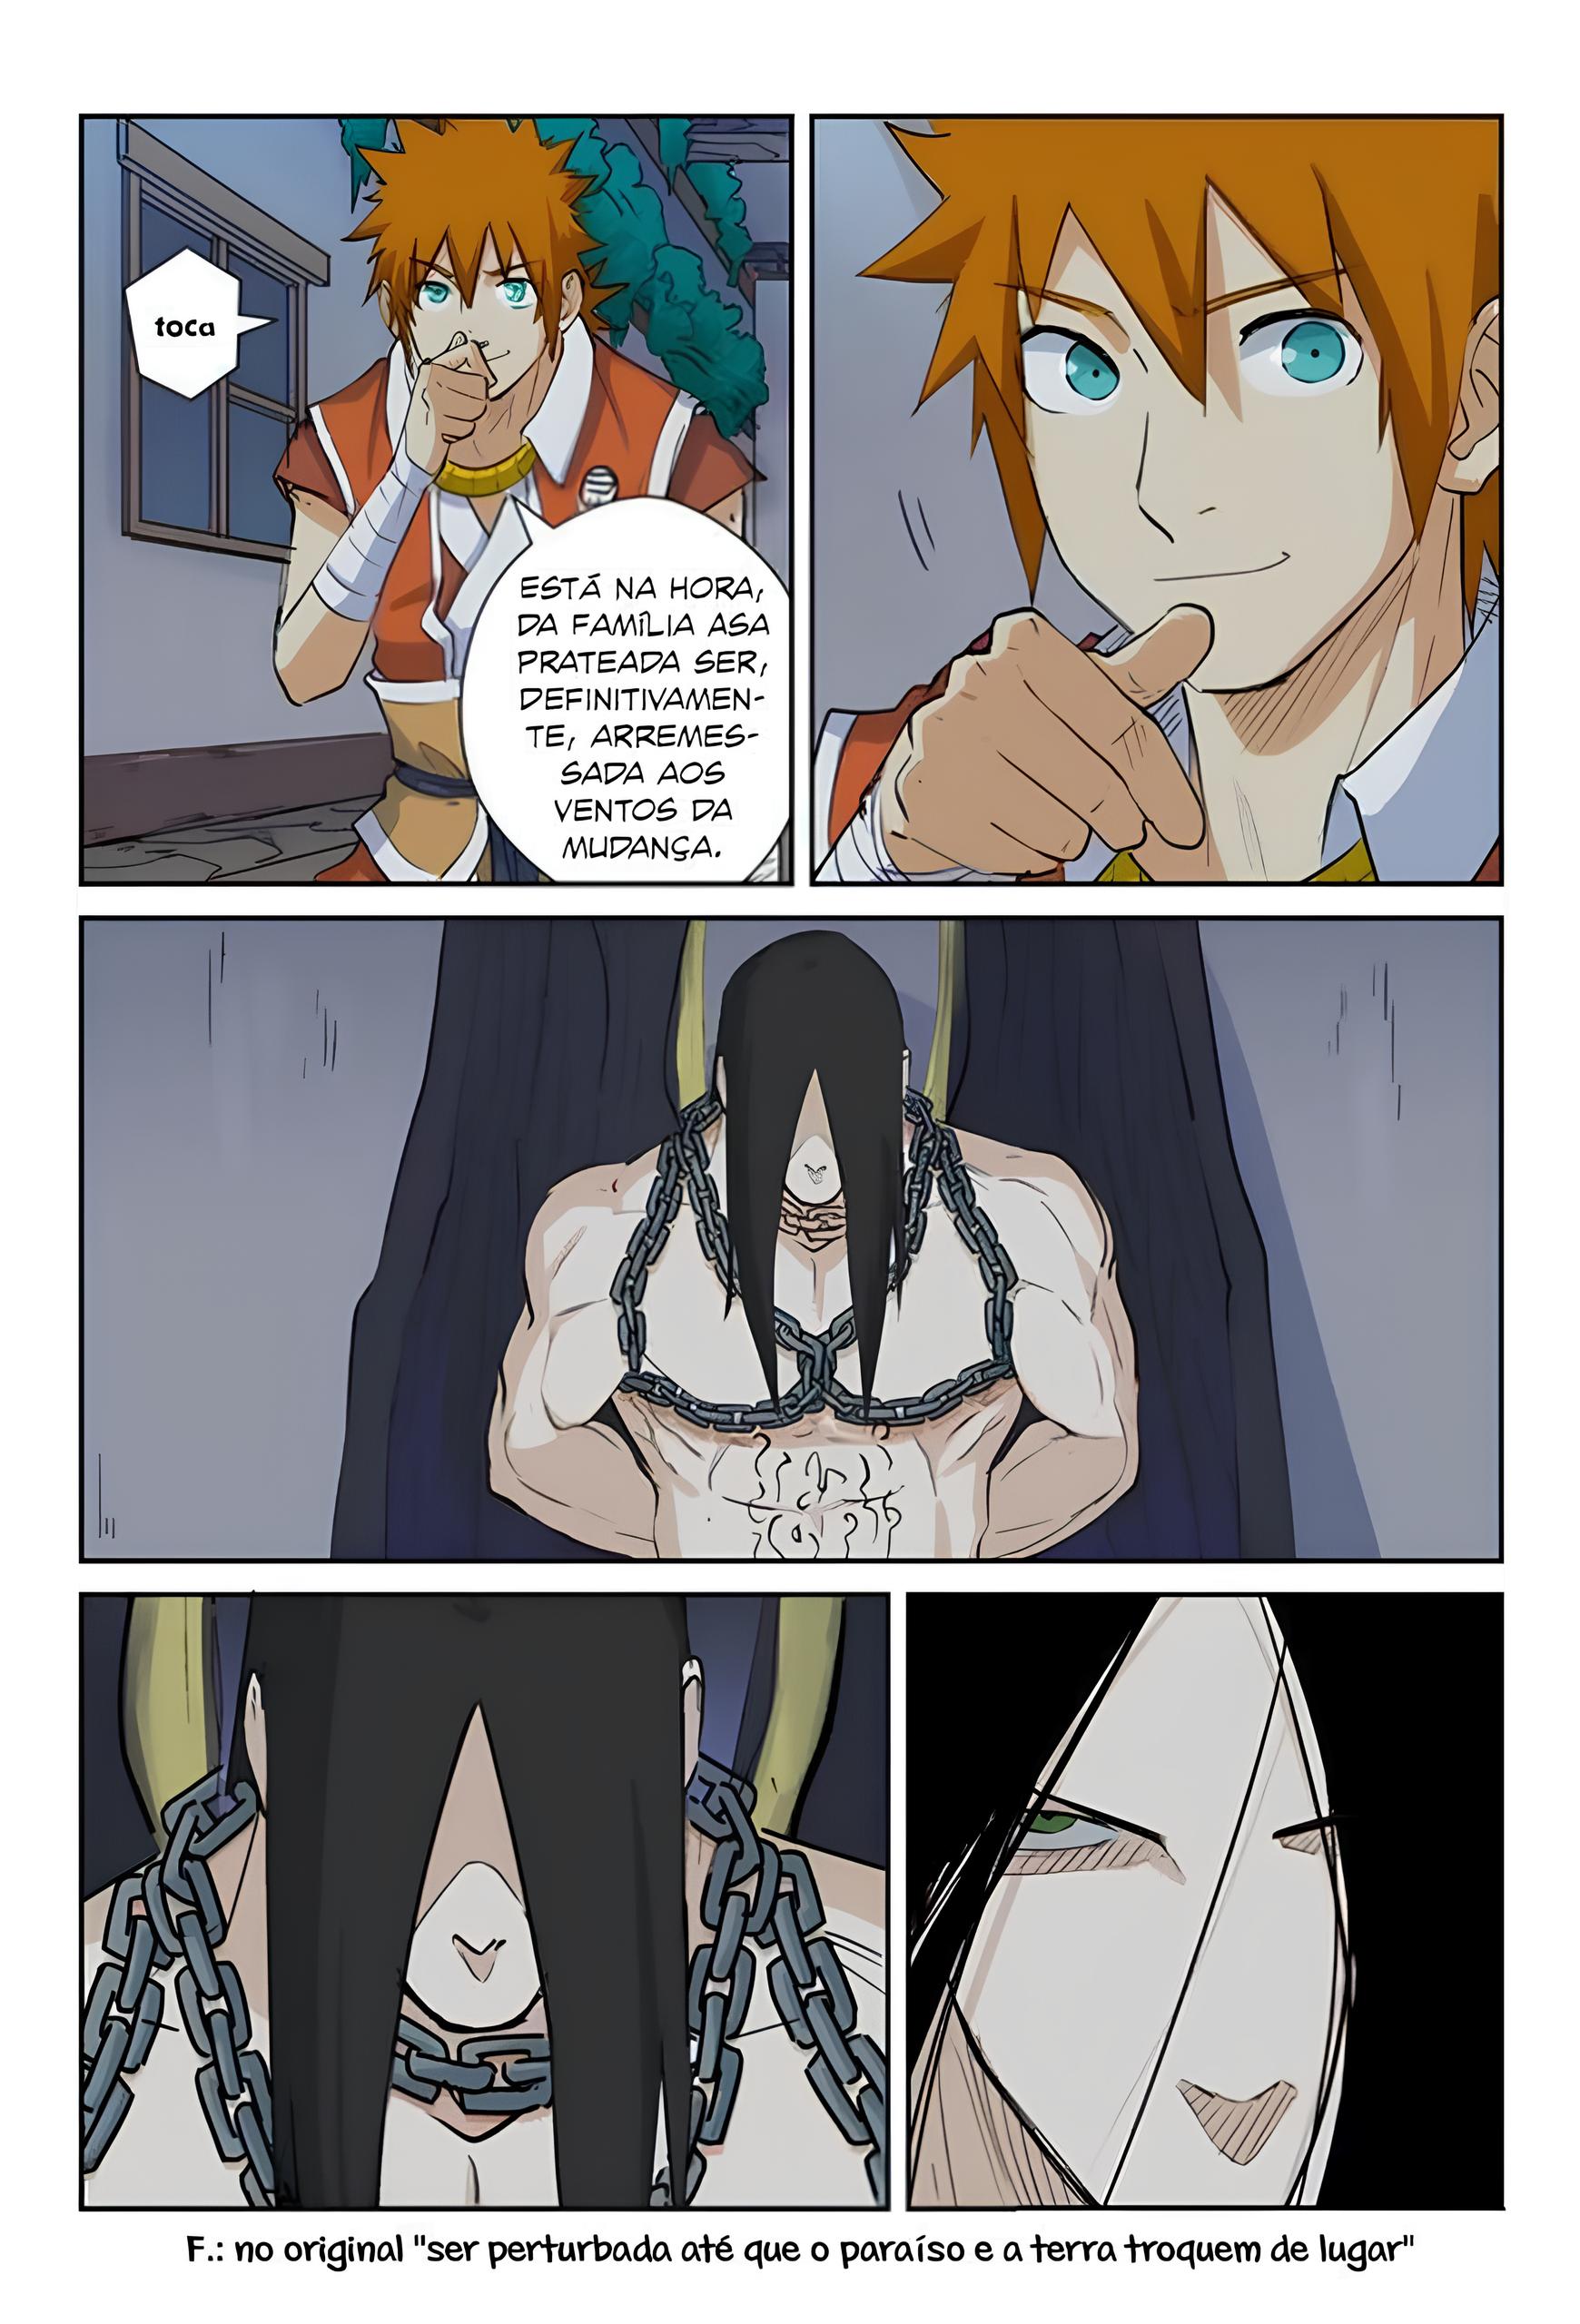 toca
ESTÁ NA HORA,
DA FAMÍLIA ASA
PRATEADA SER,
DEFINITIVAMEN-
TE, ARREMES-
SADA AOS
VENTOS DA
MUDANÇA.
F.: no original "ser perturbada até que o paraíso e a terra troquem de lugar"